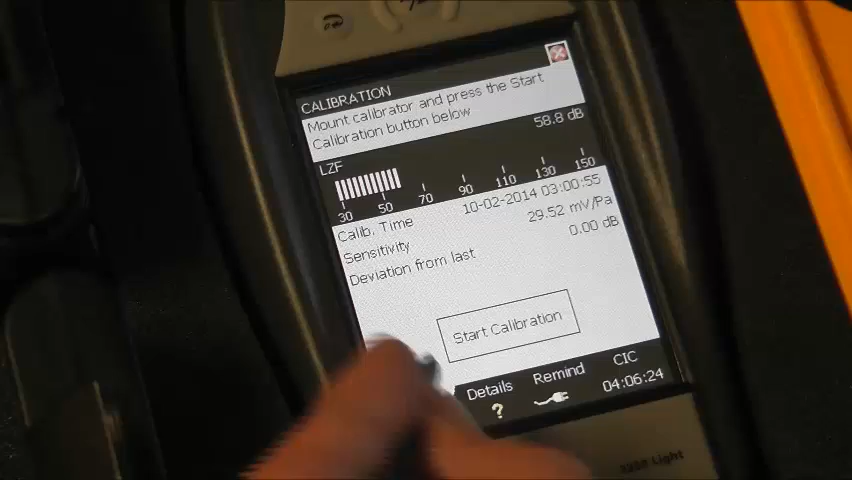 CALIBRATION
Mount calibrator and press the Start
Calibration button below
58.8 dB
LZF
30 50 70 90 110 130 150
Calib. Time 10-02-2014 03:00:55
Sensitivity 29.52 mV/Pa
Deviation from last 0.00 dB
Start Calibration
Details Remind CIC
? 04:06:24
Light